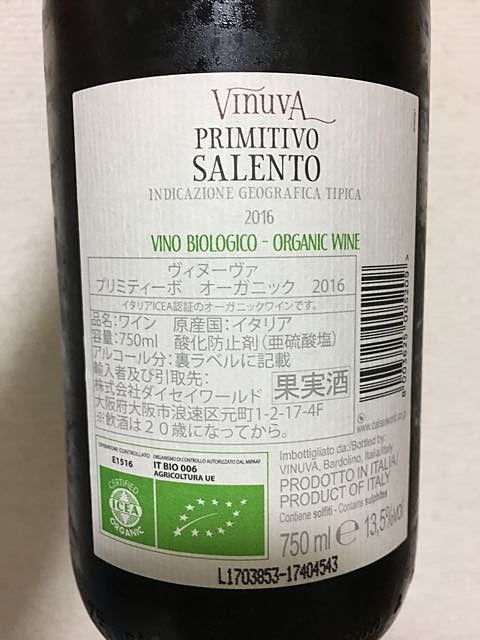 VinuvA
PRIMITIVO
SALENTO
INDICAZIONE GEOGRAFICA TIPICA
2016
VINO BIOLOGICO - ORGANIC WINE
ヴィヌーヴァ
プリミティーボ オーガニック 2016
イタリアICEA認証のオーガニックワインです。
品名:ワイン 原産国:イタリア
容量:750ml 酸化防止剤(亜硫酸塩)
アルコール分:裏ラベルに記載
輸入者及び引取先:
株式会社ダイセイワールド
果実酒
大阪府大阪市浪速区元町1-2-17-4F
※飲酒は20歳になってから。
OPERATORE CONTROLLATO
E1516
ORGANISMO DI CONTROLLO AUTORIZZATO DAL MIPAAF
IT BIO 006
AGRICOLTURA UE
CERTIFIED
ICEA
ORGANIC
Imbottigliato da:/Bottled by:
VINUVA, Bardolino, Italia/Italy
PRODOTTO IN ITALIA/
PRODUCT OF ITALY
Contiene solfiti - Contains sulphites
750 ml e 13,5%vol
L1703853-17404543